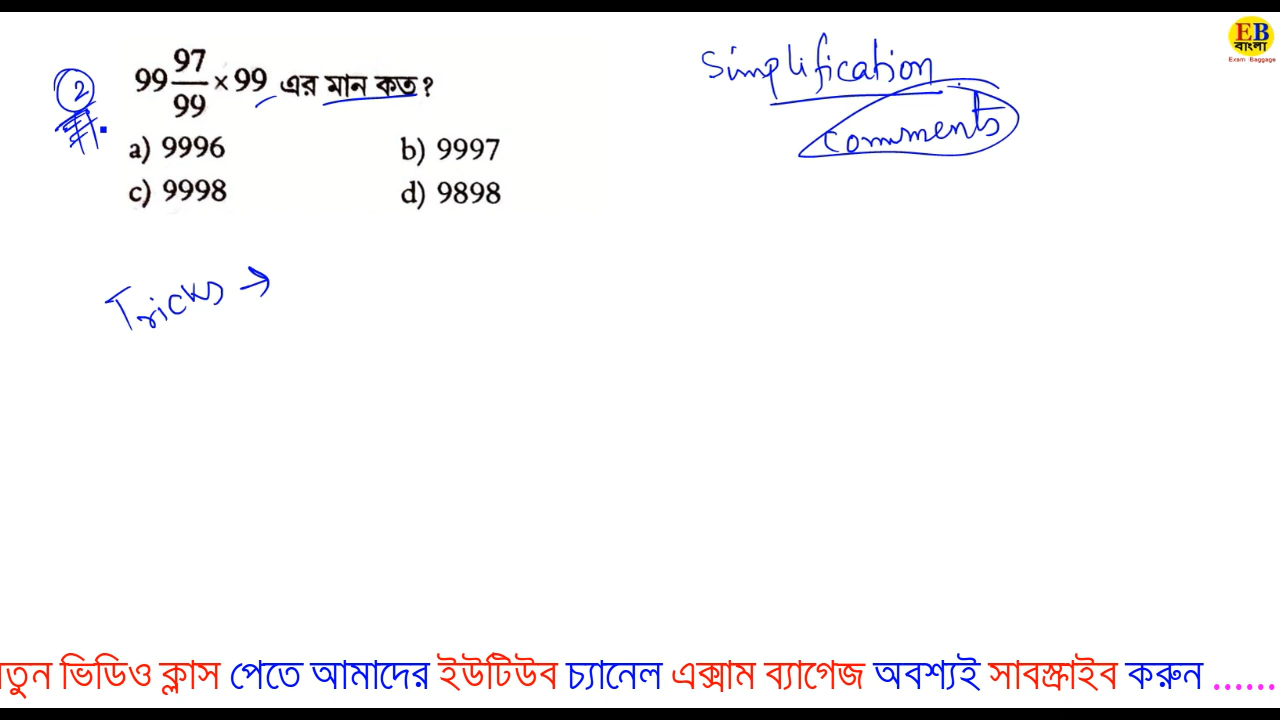 EB
বাংলা
Exam Baggage
Simplification
comments
2
99 97/99 × 99 এর মান কত?
a) 9996 b) 9997
c) 9998 d) 9898
Tricks →
তুন ভিডিও ক্লাস পেতে আমাদের ইউটিউব চ্যানেল এক্সাম ব্যাগেজ অবশ্যই সাবস্ক্রাইব করুন ......